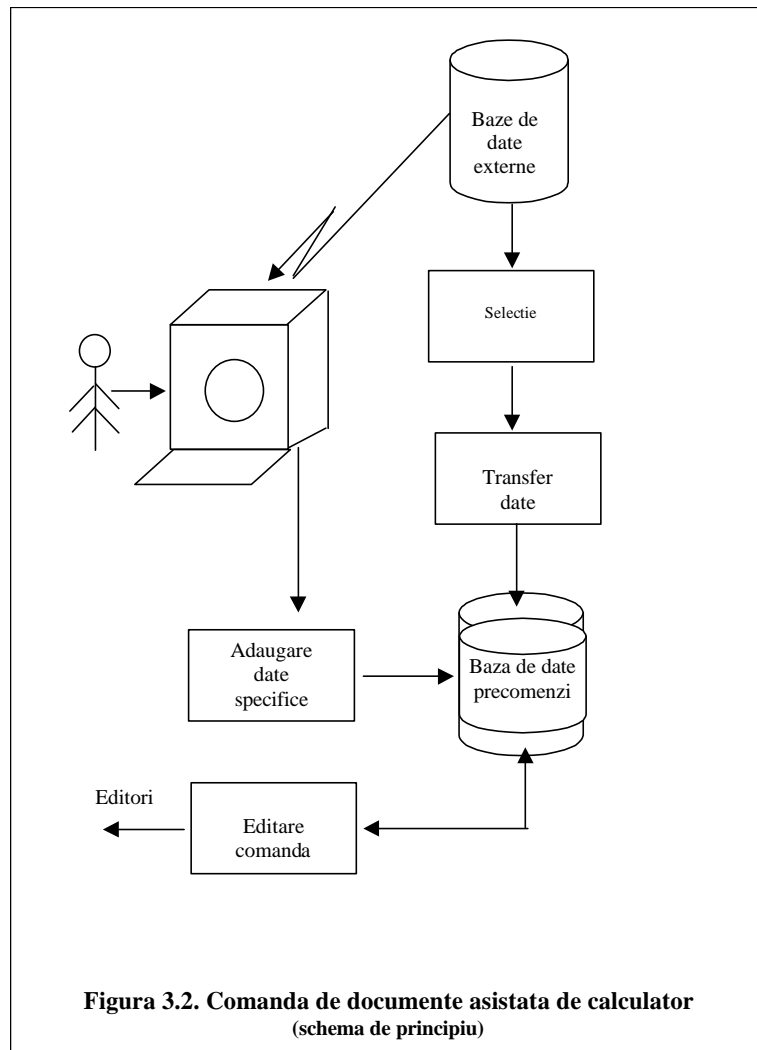 Baze de
date
externe
Selectie
Transfer
date
Adaugare
date
specifice
Baza de date
precomenzi
Editori
Editare
comanda
Figura 3.2. Comanda de documente asistata de calculator
(schema de principiu)